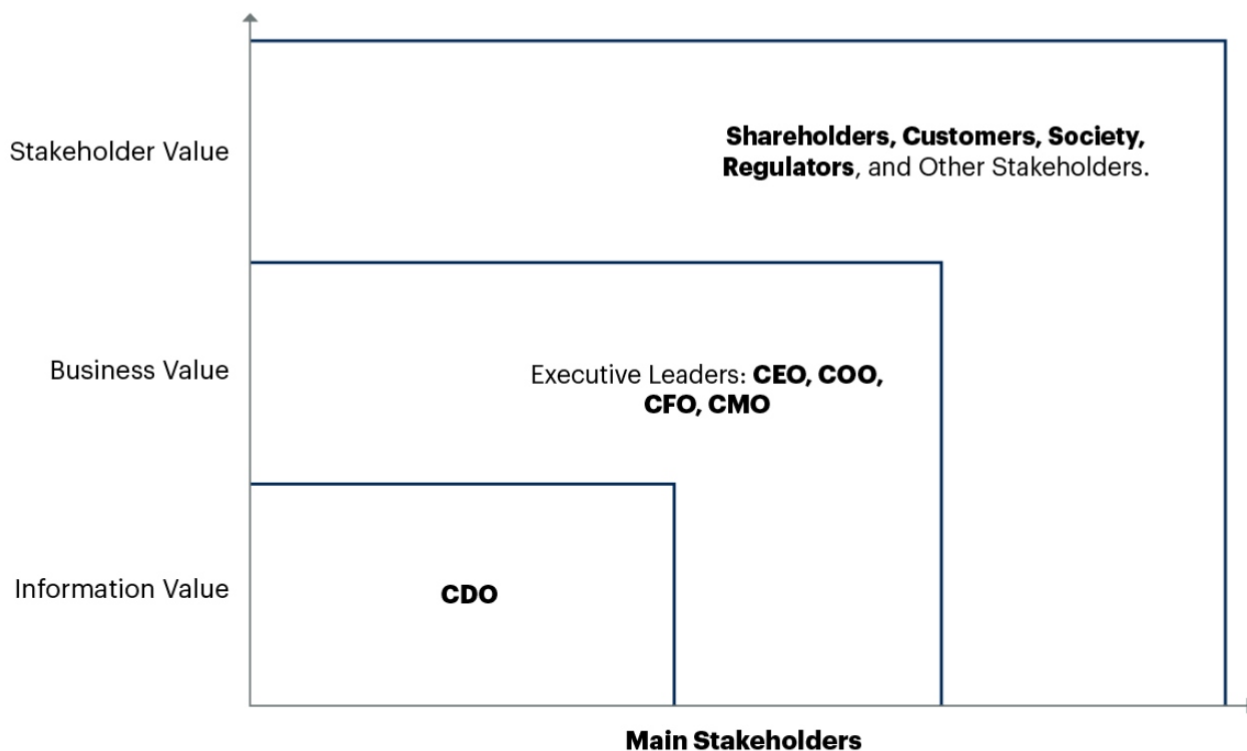 Stakeholder Value
Shareholders, Customers, Society,
Regulators, and Other Stakeholders.
Business Value
Executive Leaders: CEO, COO,
CFO, CMO
Information Value
CDO
Main Stakeholders